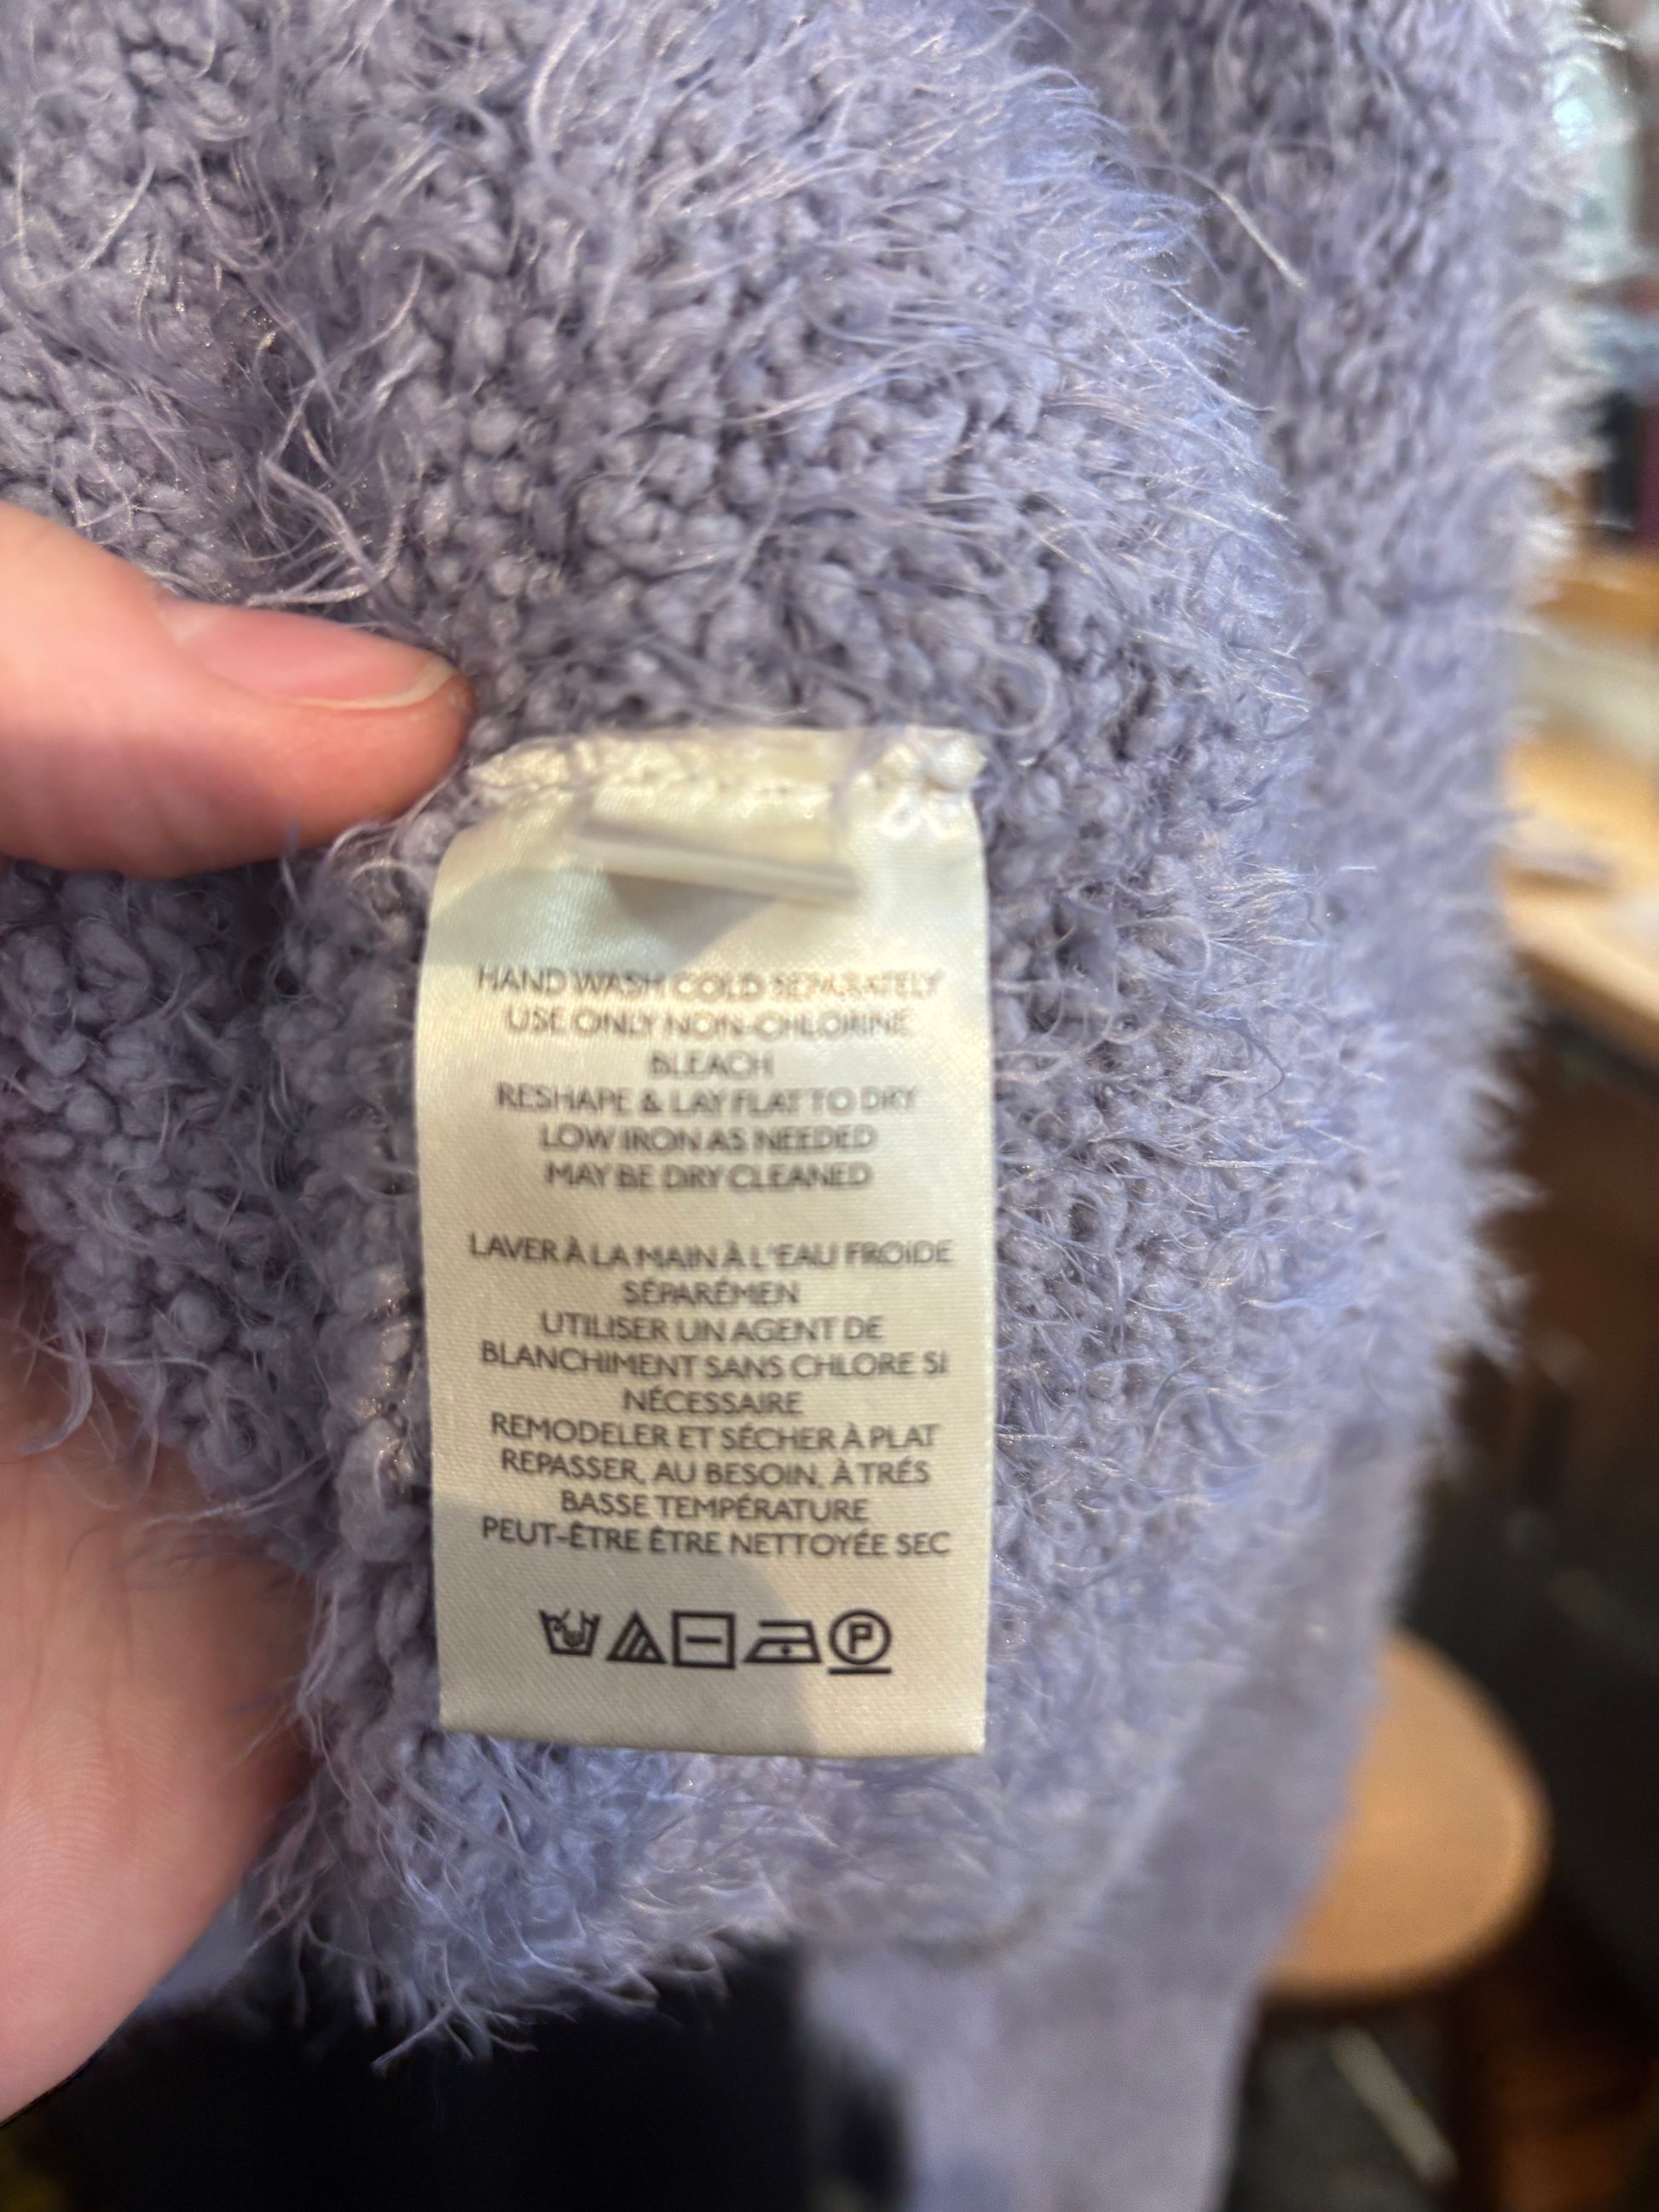 HAND WASH COLD SEPARATELY
USE ONLY NON-CHLORINE
BLEACH
RESHAPE & LAY FLAT TO DRY
LOW IRON AS NEEDED
MAY BE DRY CLEANED
LAVER À LA MAIN À L'EAU FROIDE
SÉPARÉMEN
UTILISER UN AGENT DE
BLANCHIMENT SANS CHLORE SI
NÉCESSAIRE
REMODELER ET SÉCHER À PLAT
REPASSER, AU BESOIN, À TRÉS
BASSE TEMPÉRATURE
PEUT-ÊTRE ÊTRE NETTOYÉE SEC
P